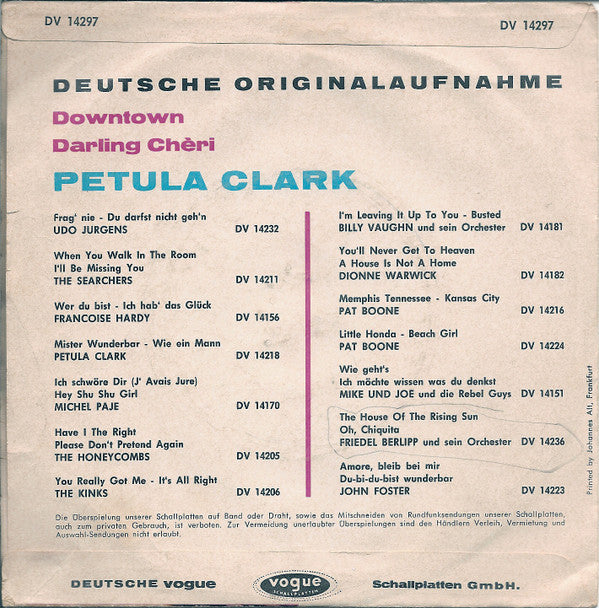 DV 14297
DV 14297
DEUTSCHE ORIGINALAUFNAHME
Downtown
Darling Chèri
PETULA CLARK
Frag' nie - Du darfst nicht geh'n
UDO JURGENS DV 14232
When You Walk In The Room
I'll Be Missing You
THE SEARCHERS DV 14211
Wer du bist - Ich hab' das Glück
FRANCOISE HARDY DV 14156
Mister Wunderbar - Wie ein Mann
PETULA CLARK DV 14218
Ich schwöre Dir (J' Avais Jure)
Hey Shu Shu Girl
MICHEL PAJE DV 14170
Have I The Right
Please Don't Pretend Again
THE HONEYCOMBS DV 14205
You Really Got Me - It's All Right
THE KINKS DV 14206
I'm Leaving It Up To You - Busted
BILLY VAUGHN und sein Orchester DV 14181
You'll Never Get To Heaven
A House Is Not A Home
DIONNE WARWICK DV 14182
Memphis Tennessee - Kansas City
PAT BOONE DV 14216
Little Honda - Beach Girl
PAT BOONE DV 14224
Wie geht's
Ich möchte wissen was du denkst
MIKE UND JOE und die Rebel Guys DV 14151
The House Of The Rising Sun
Oh, Chiquita
FRIEDEL BERLIPP und sein Orchester DV 14236
Amore, bleib bei mir
Du-bi-du-bist wunderbar
JOHN FOSTER DV 14223
Printed by Johannes Alt, Frankfurt
Die Überspielung unserer Schallplatten auf Band oder Draht, sowie das Mitschneiden von Rundfunksendungen unserer Schallplatten,
auch zum privaten Gebrauch, ist verboten. Zur Vermeidung unerlaubter Überspielungen sind den Händlern Verleih, Vermietung und
Auswahl-Sendungen nicht erlaubt.
DEUTSCHE vogue
vogue
SCHALLPLATTEN
Schallplatten GmbH.